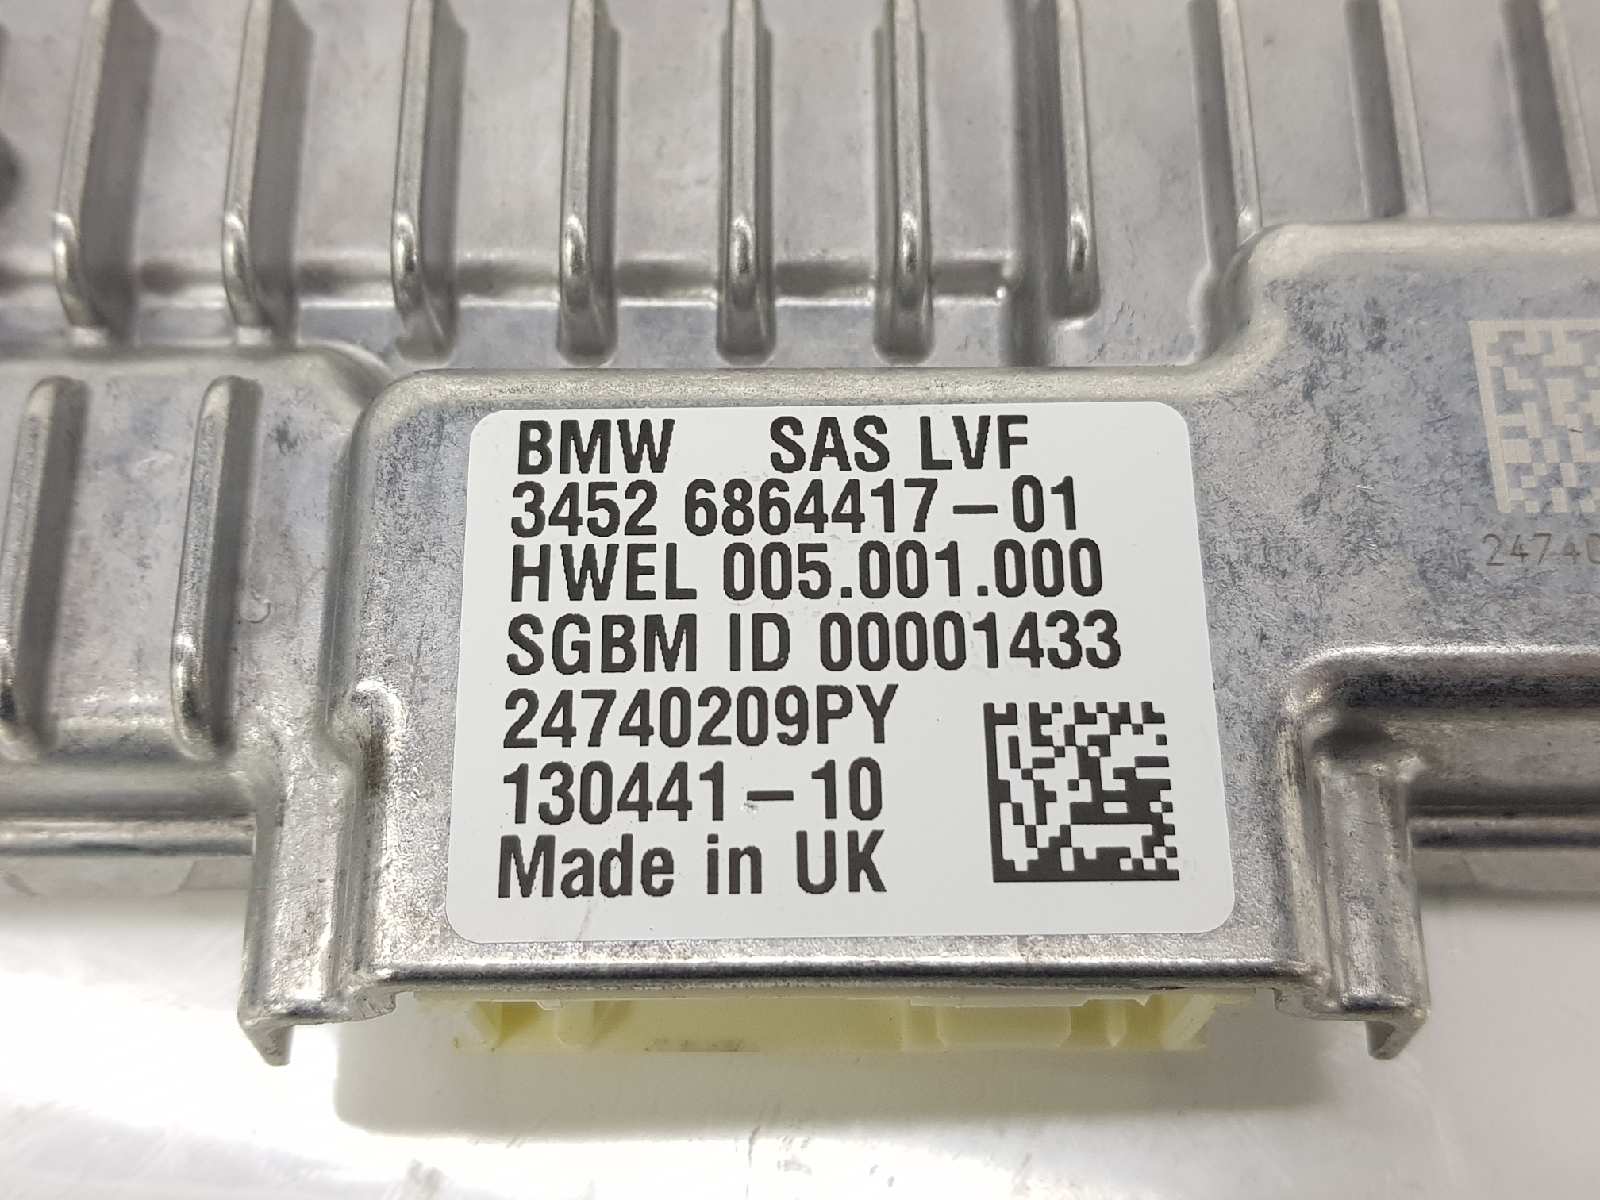 BMW SAS LVF
3452 6864417-01
HWEL 005.001.000
SGBM ID 00001433
24740209PY
130441-10
Made in UK